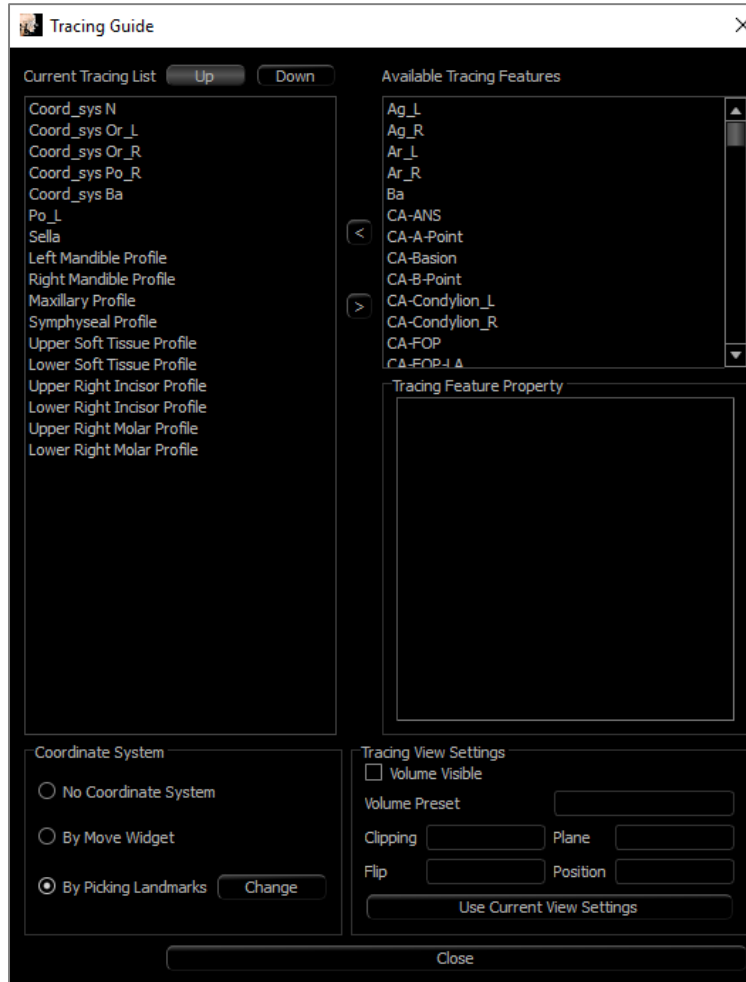 Tracing Guide
Current Tracing List Up Down
Coord_sys N
Coord_sys Or_L
Coord_sys Or_R
Coord_sys Po_R
Coord_sys Ba
Po_L
Sella
Left Mandible Profile
Right Mandible Profile
Maxillary Profile
Symphyseal Profile
Upper Soft Tissue Profile
Lower Soft Tissue Profile
Upper Right Incisor Profile
Lower Right Incisor Profile
Upper Right Molar Profile
Lower Right Molar Profile
<
>
Available Tracing Features
Ag_L
Ag_R
Ar_L
Ar_R
Ba
CA-ANS
CA-A-Point
CA-Basion
CA-B-Point
CA-Condylion_L
CA-Condylion_R
CA-FOP
CA-FOP-LA
Tracing Feature Property
Coordinate System
No Coordinate System
By Move Widget
By Picking Landmarks Change
Tracing View Settings
Volume Visible
Volume Preset
Clipping Plane
Flip Position
Use Current View Settings
Close